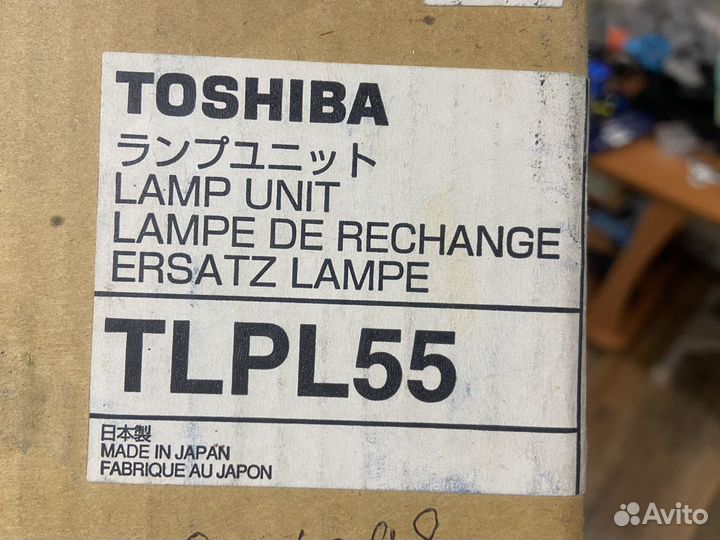 TOSHIBA
ランプユニット
LAMP UNIT
LAMPE DE RECHANGE
ERSATZ LAMPE
TLPL55
日本製
MADE IN JAPAN
FABRIQUE AU JAPON
Avito